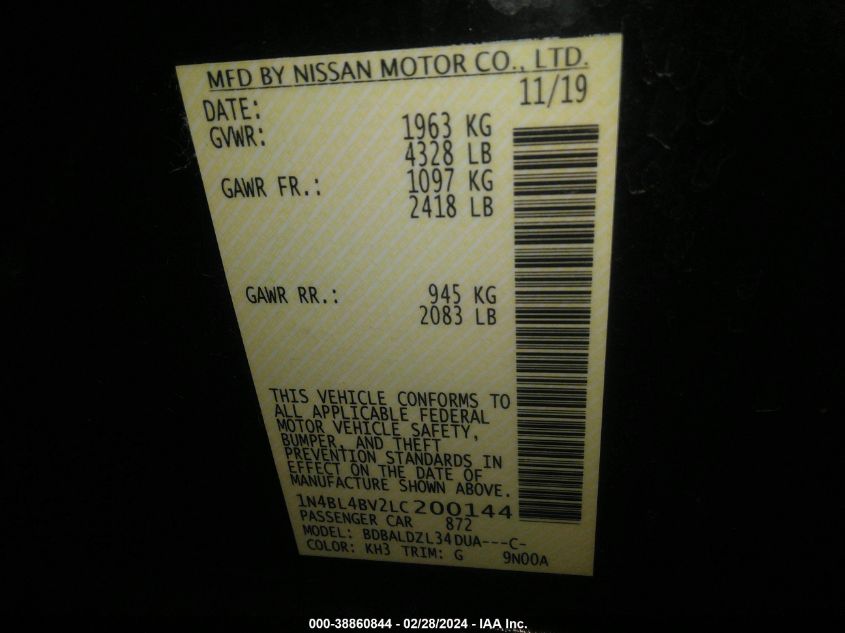 MFD BY NISSAN MOTOR CO., LTD.
DATE: 11/19
GVWR: 1963 KG
4328 LB
GAWR FR.: 1097 KG
2418 LB
GAWR RR.: 945 KG
2083 LB
THIS VEHICLE CONFORMS TO
ALL APPLICABLE FEDERAL
MOTOR VEHICLE SAFETY,
BUMPER, AND THEFT
PREVENTION STANDARDS IN
EFFECT ON THE DATE OF
MANUFACTURE SHOWN ABOVE.
1N4BL4BV2LC200144
PASSENGER CAR 872
MODEL: BDBALDZL34DUA---C-
COLOR: KH3 TRIM: G 9N00A
000-38860844 - 02/28/2024 - IAA Inc.